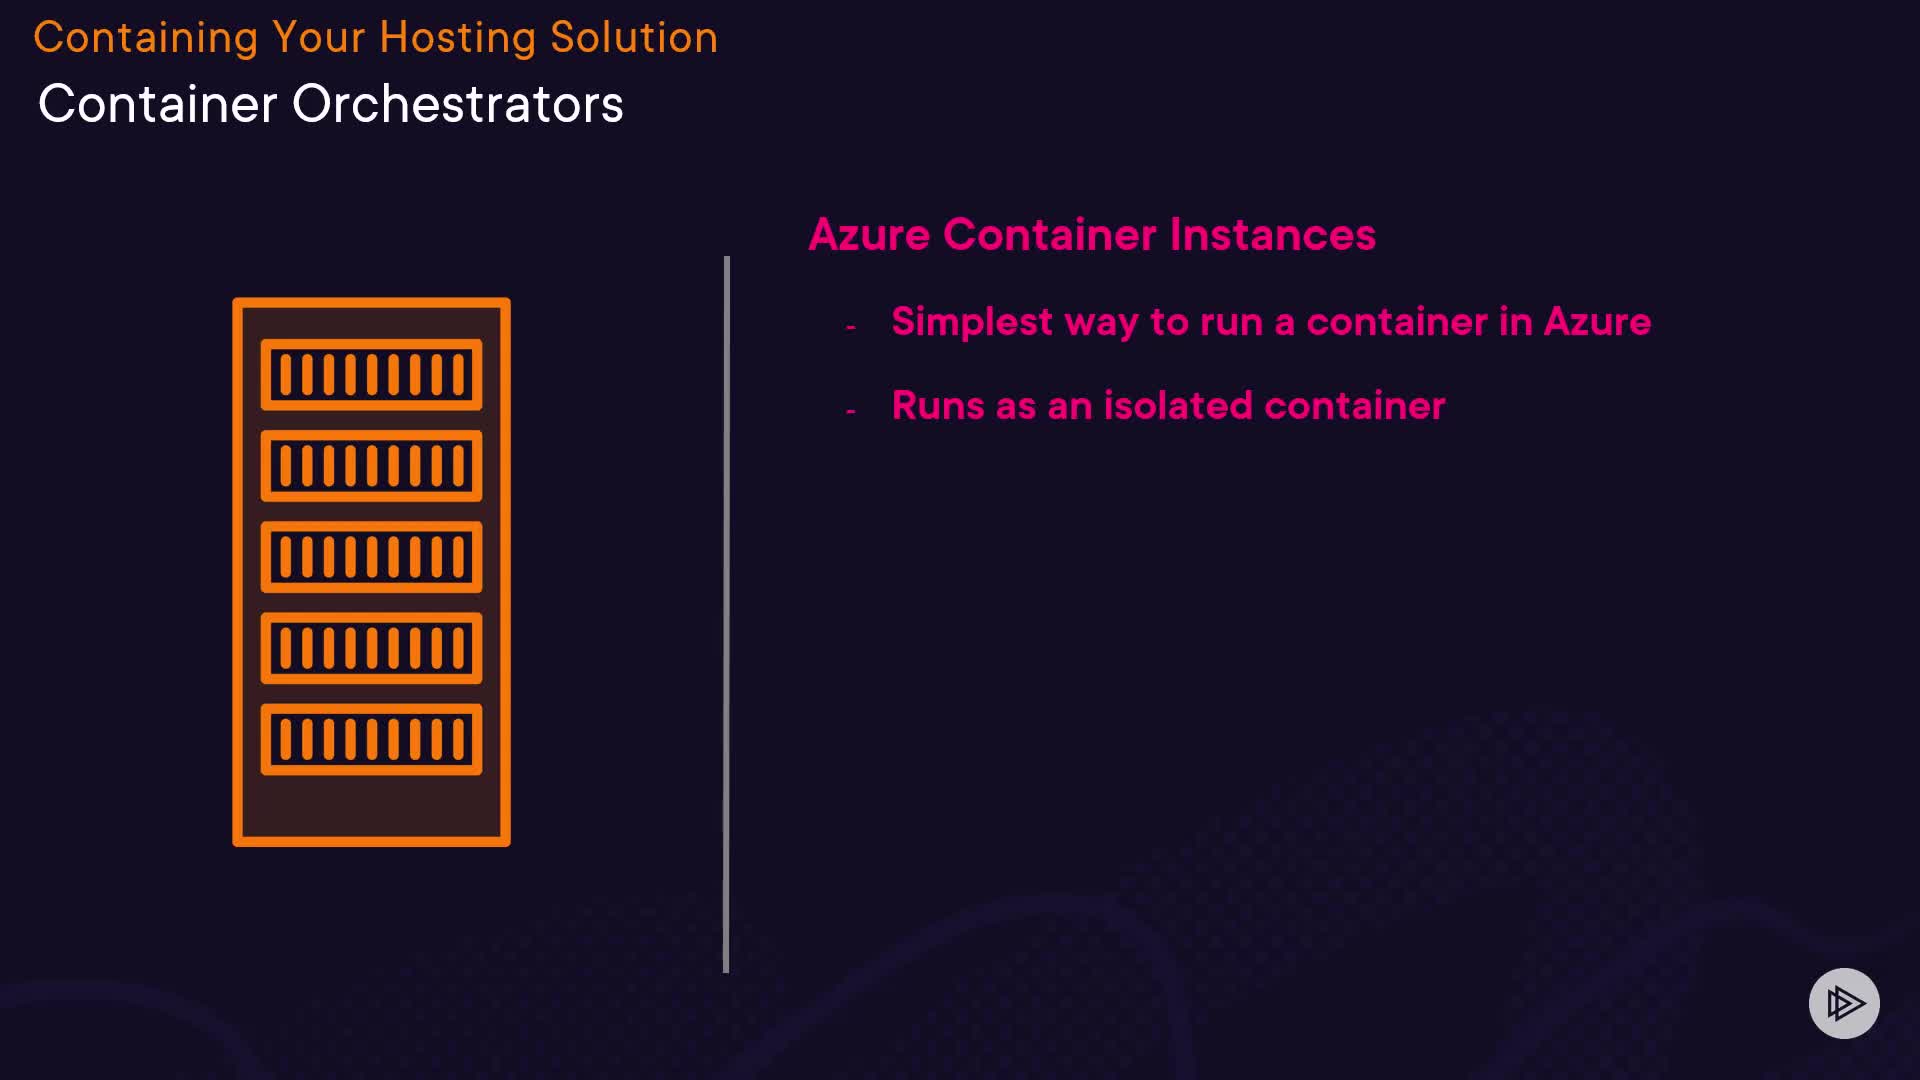 Containing Your Hosting Solution
Container Orchestrators
Azure Container Instances
- Simplest way to run a container in Azure
- Runs as an isolated container